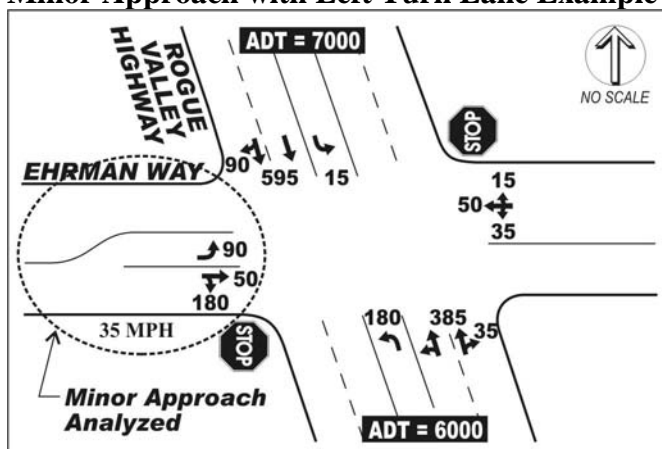 Minor Approach with Left Turn Lane Example
ROGUE
VALLEY
HIGHWAY
ADT = 7000
NO SCALE
STOP
EHRMAN WAY
90
595
15
15
50
35
90
50
180
35 MPH
STOP
180
385
35
Minor Approach
Analyzed
ADT = 6000